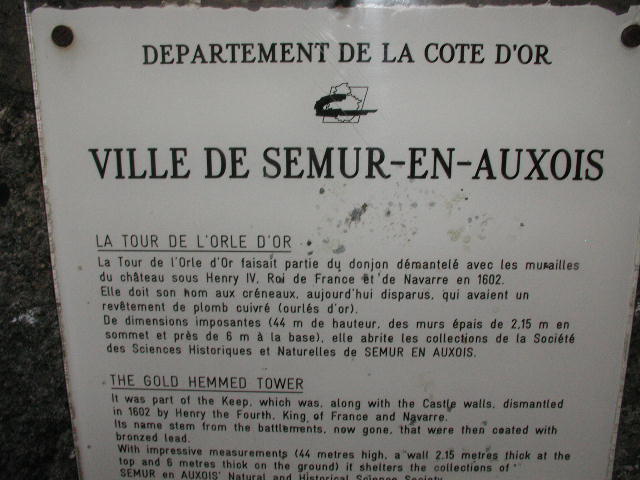 DEPARTEMENT DE LA COTE D'OR
VILLE DE SEMUR-EN-AUXOIS
LA TOUR DE L'ORLE D'OR
La Tour de l'Orle d'Or faisait partie du donjon démantelé avec les murailles
du château sous Henry IV, Roi de France et de Navarre en 1602.
Elle doit son nom aux créneaux, aujourd'hui disparus, qui avaient un
revêtement de plomb cuivré (ourlés d'or).
De dimensions imposantes (44 m de hauteur, des murs épais de 2,15 m en
sommet et près de 6 m à la base), elle abrite les collections de la Société
des Sciences Historiques et Naturelles de SEMUR EN AUXOIS.
THE GOLD HEMMED TOWER
It was part of the Keep, which was, along with the Castle walls, dismantled
in 1602 by Henry the Fourth, King of France and Navarre.
Its name stem from the battlements, now gone, that were then coated with
bronzed lead.
With impressive measurements (44 metres high, a wall 2.15 metres thick at the
top and 6 metres thick on the ground) it shelters the collections of
SEMUR en AUXOIS' Natural and Historical Science Society.